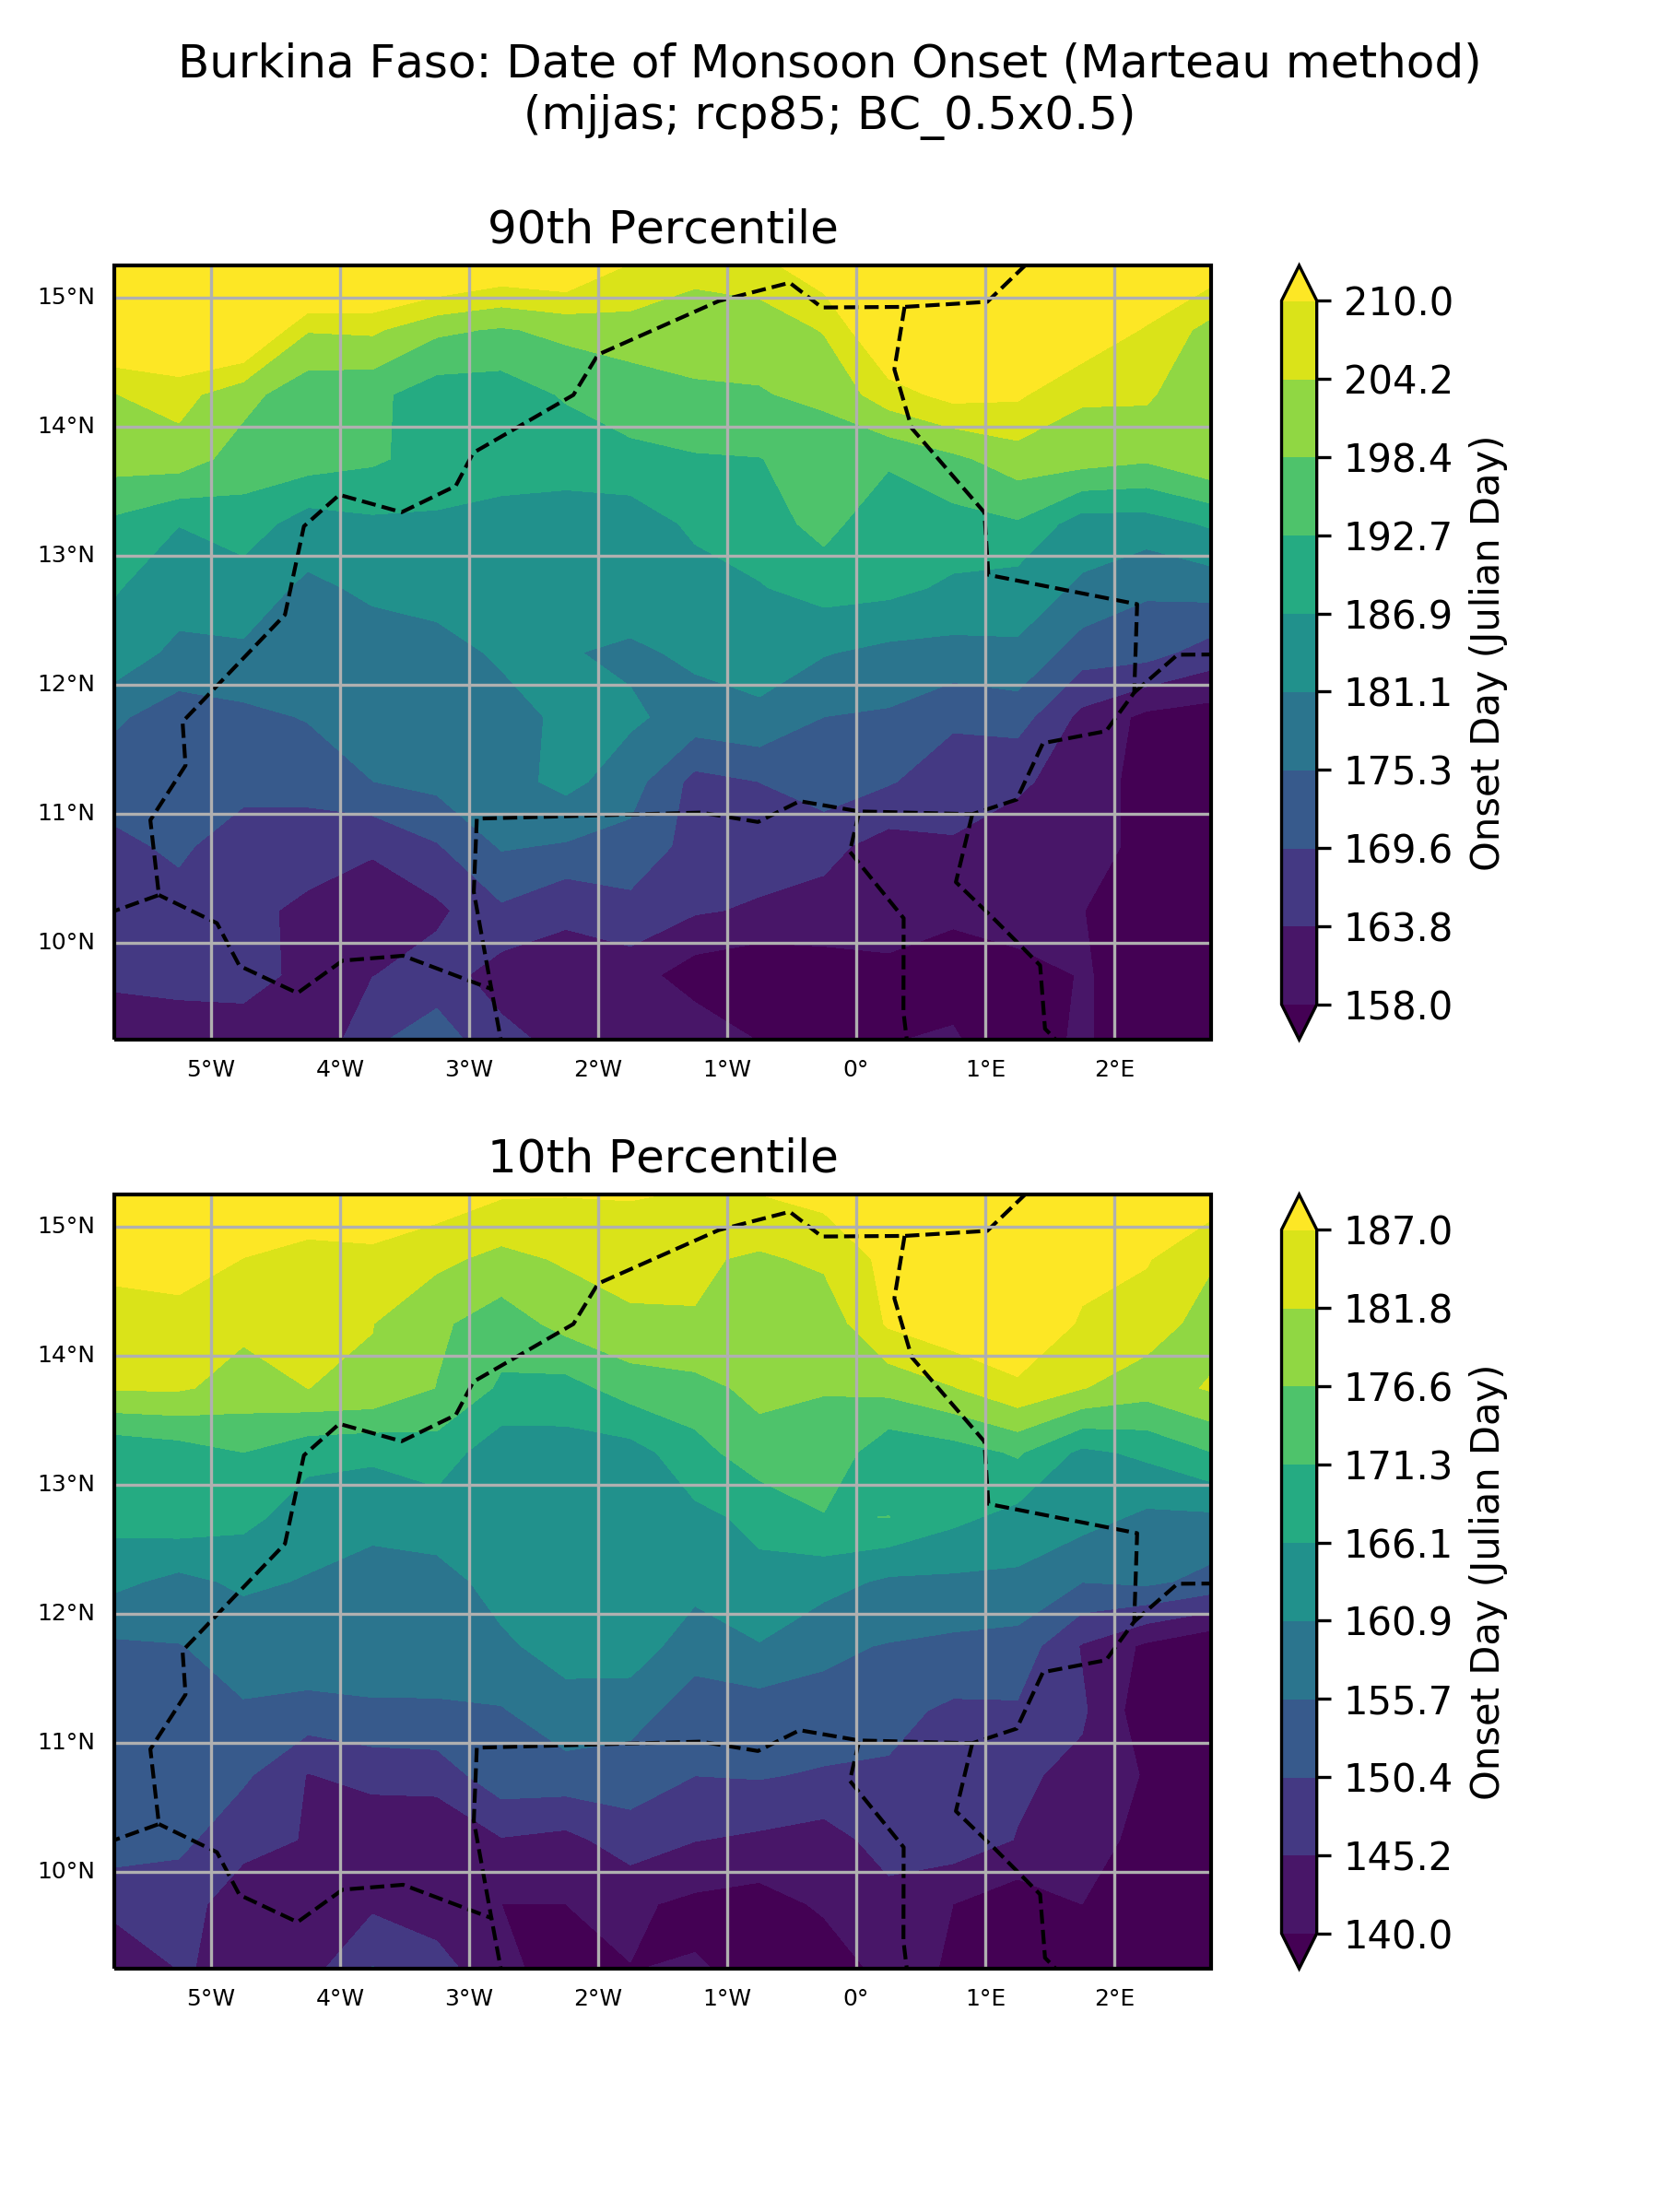 Burkina Faso: Date of Monsoon Onset (Marteau method)
(mjjas; rcp85; BC_0.5x0.5)
90th Percentile
15°N
14°N
13°N
12°N
11°N
10°N
5°W 4°W 3°W 2°W 1°W 0° 1°E 2°E
210.0
204.2
198.4
192.7
186.9
181.1
175.3
169.6
163.8
158.0
Onset Day (Julian Day)
10th Percentile
15°N
14°N
13°N
12°N
11°N
10°N
5°W 4°W 3°W 2°W 1°W 0° 1°E 2°E
187.0
181.8
176.6
171.3
166.1
160.9
155.7
150.4
145.2
140.0
Onset Day (Julian Day)